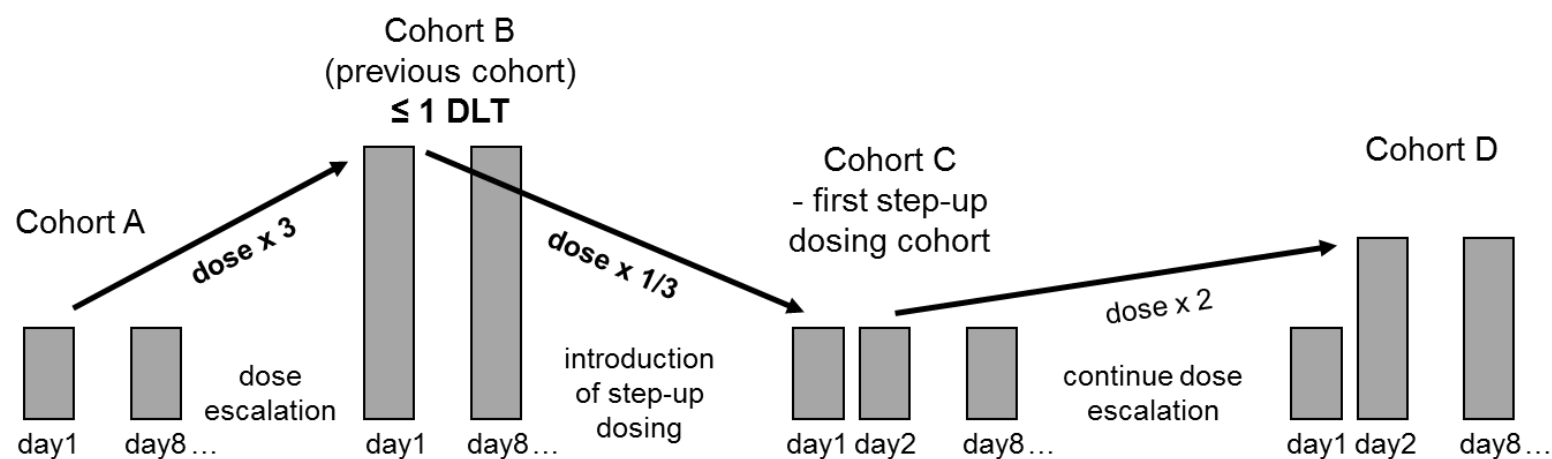 Cohort A
day1
day8...
dose x 3
dose
escalation
Cohort B
(previous cohort)
≤ 1 DLT
day1
day8...
dose x 1/3
introduction
of step-up
dosing
Cohort C
- first step-up
dosing cohort
day1
day2
day8...
dose x 2
continue dose
escalation
Cohort D
day1
day2
day8...